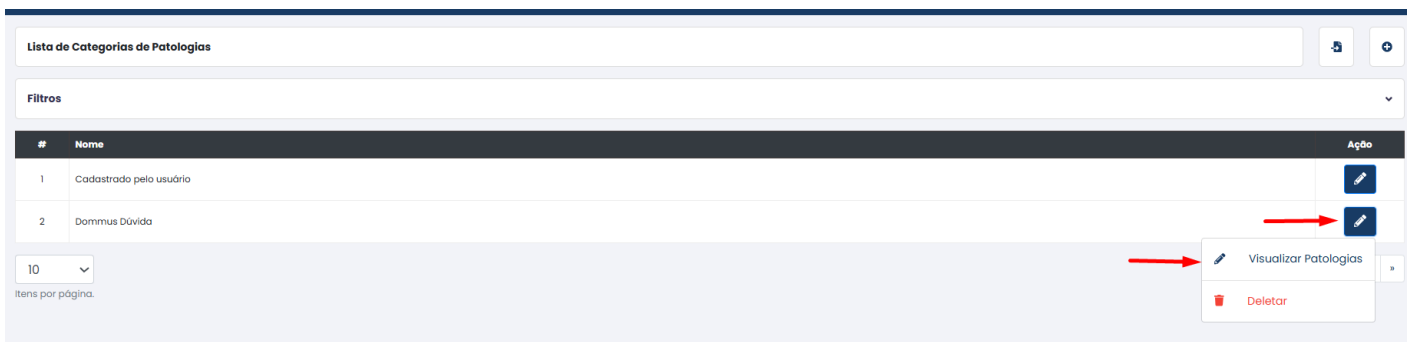 Lista de Categorias de Patologias
Filtros
# Nome Ação
1 Cadastrado pelo usuário
2 Dommus Dúvida
10
Visualizar Patologias
»
Itens por página.
Deletar